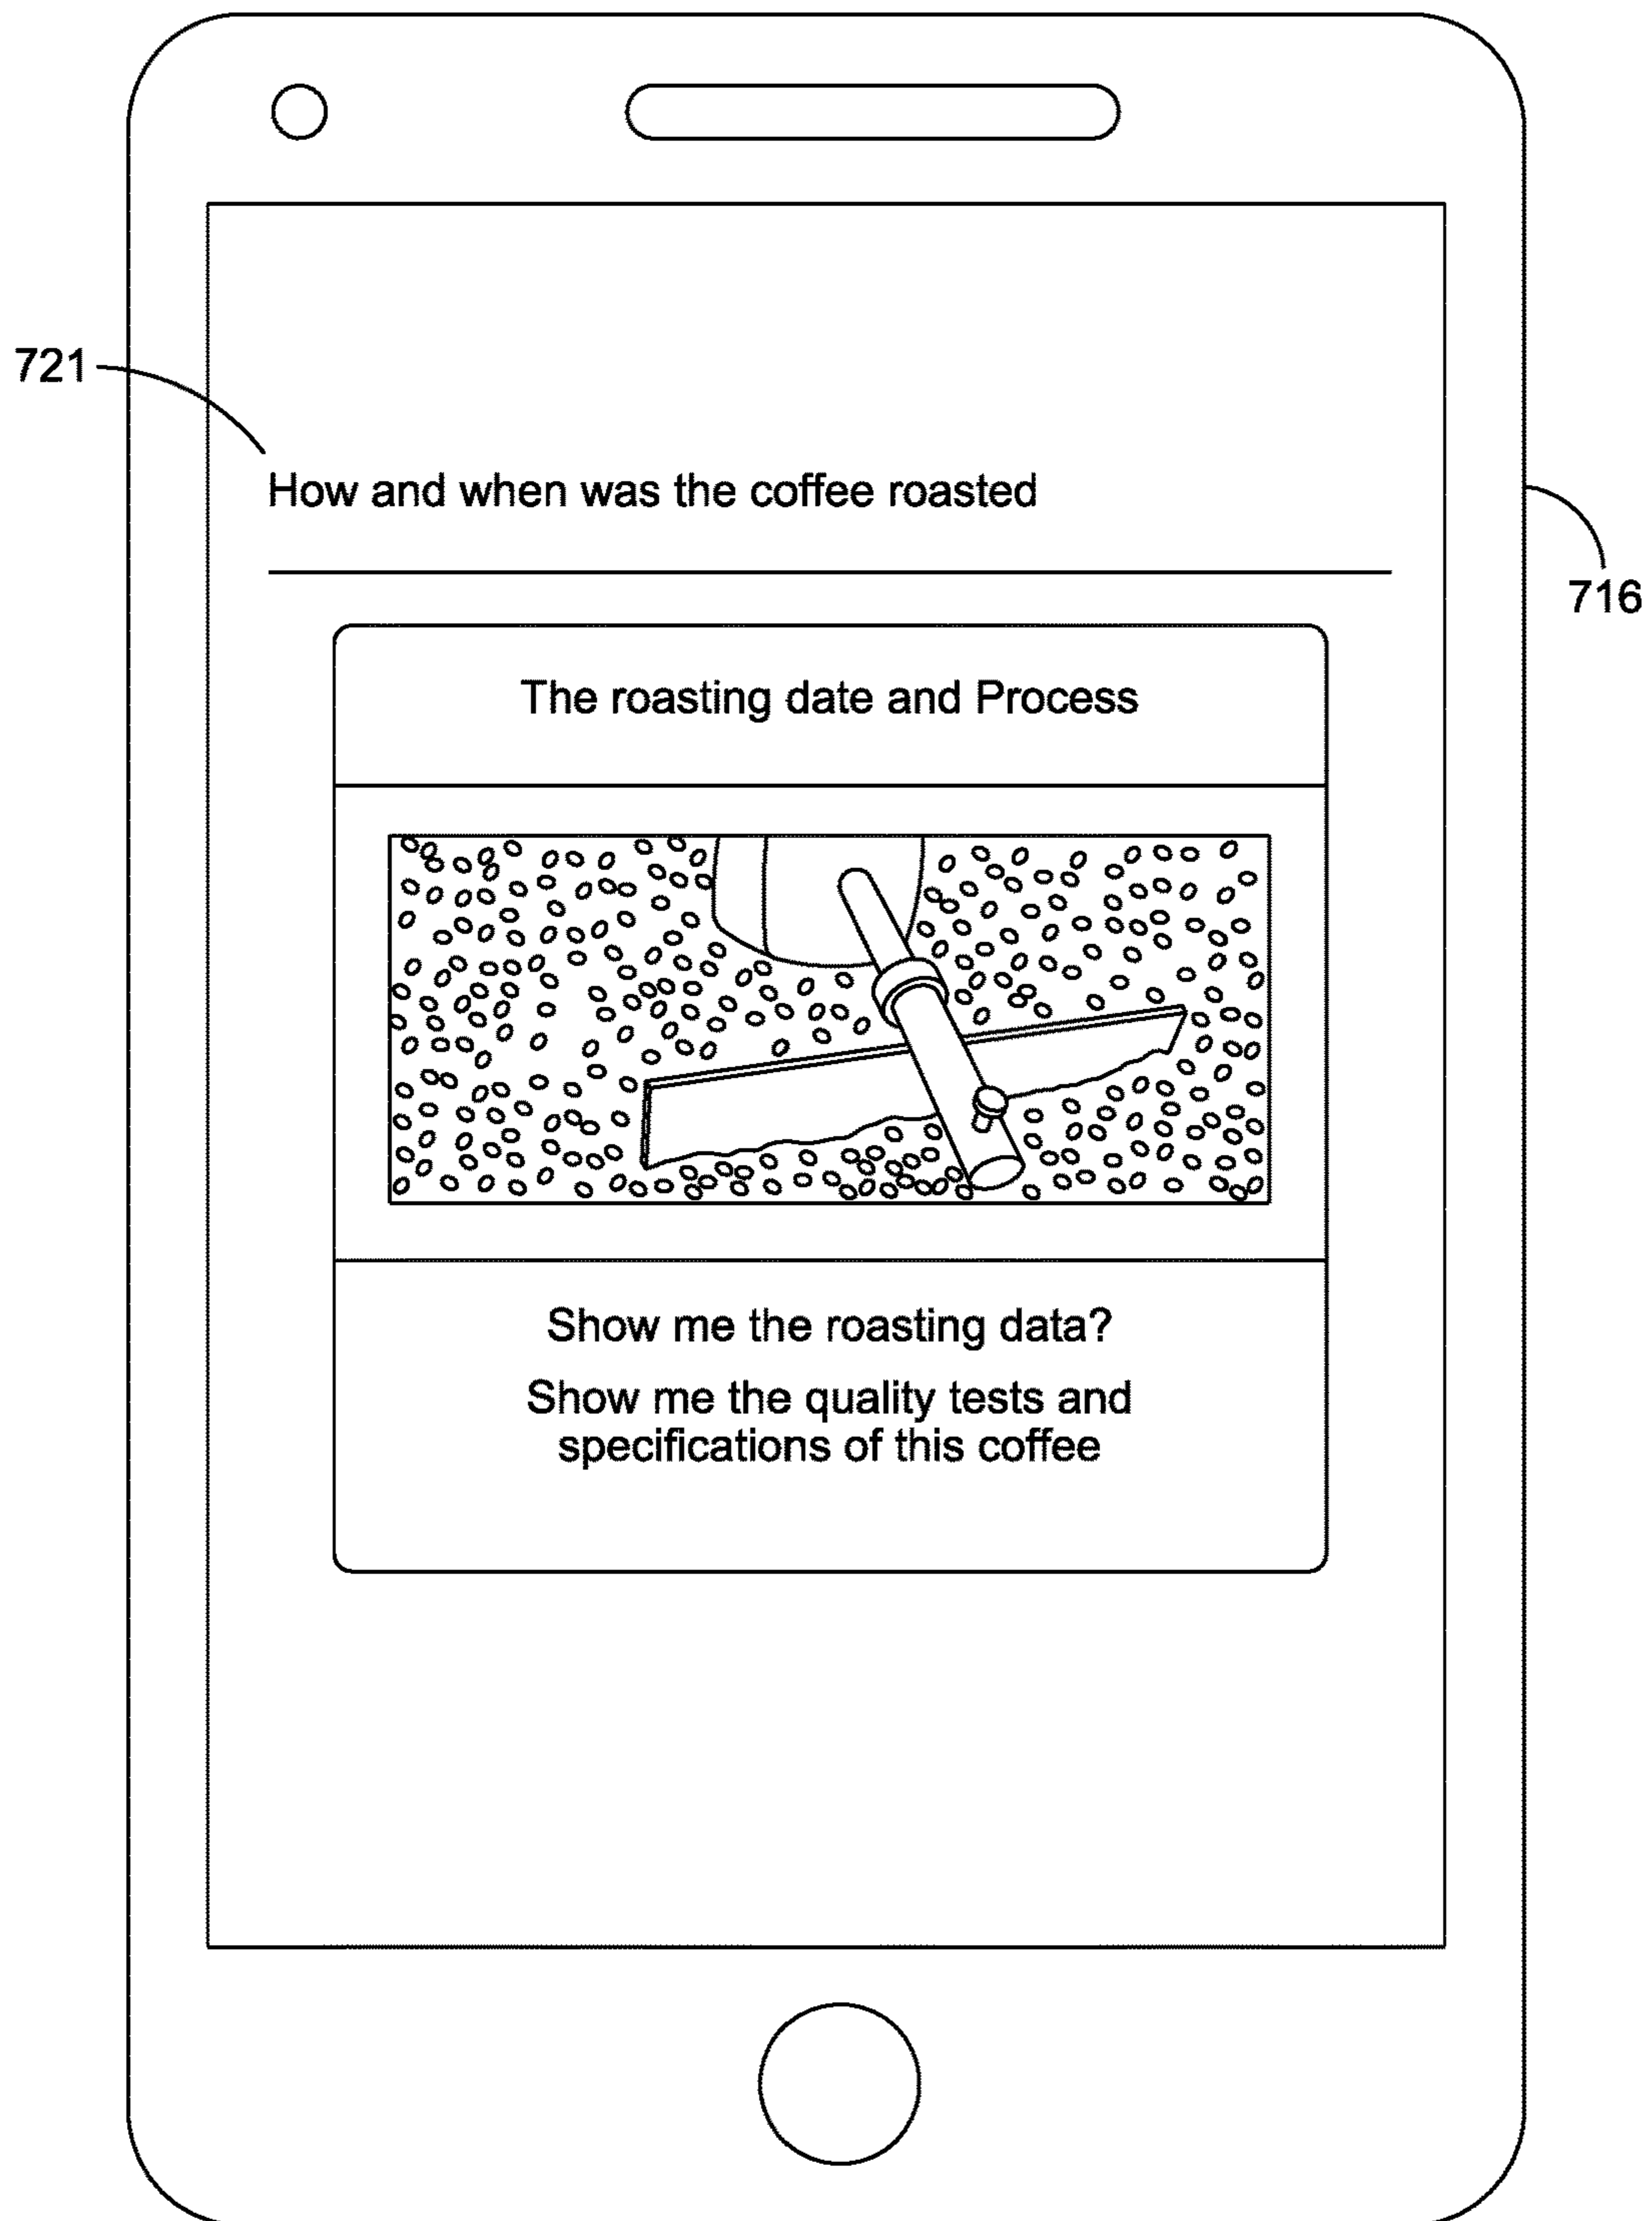 721
How and when was the coffee roasted
716
The roasting date and Process
Show me the roasting data?
Show me the quality tests and
specifications of this coffee